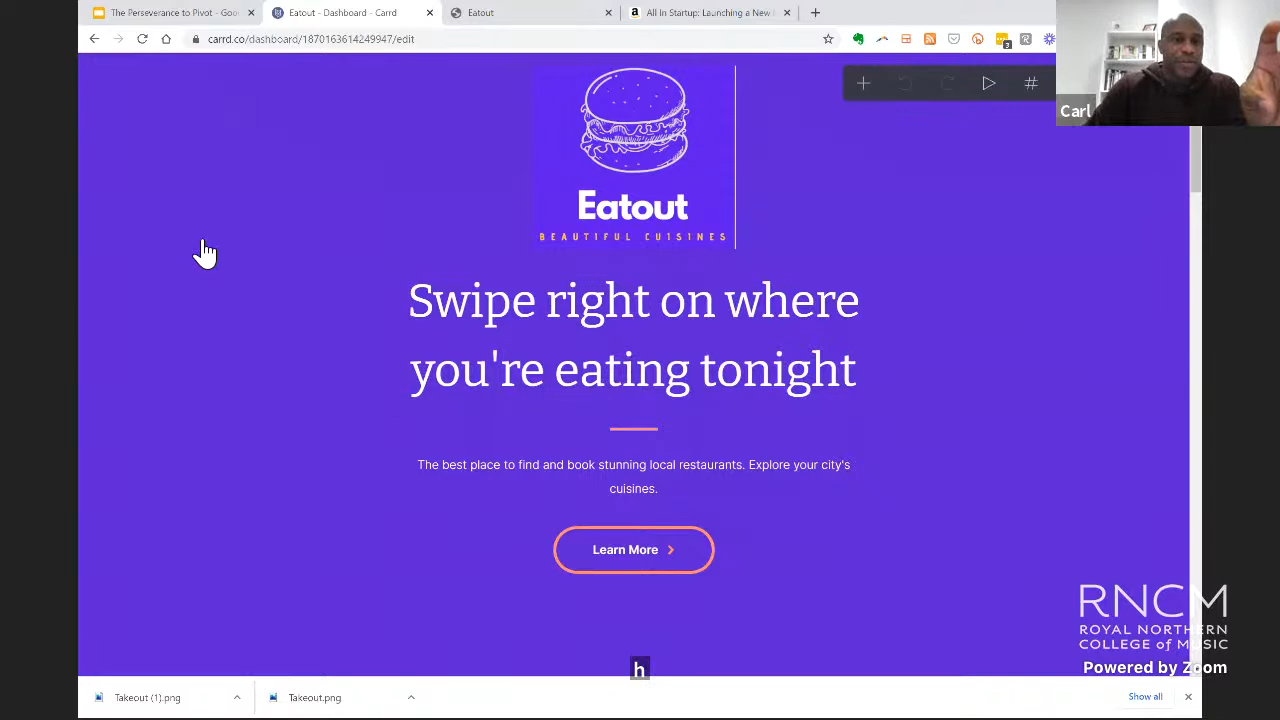 The Perseverance to Pivot - Goo
Eatout - Dashboard - Carrd
Eatout
All In Startup: Launching a New I
carrd.co/dashboard/1870163614249947/edit
3
Carl
Eatout
BEAUTIFUL CUISINES
Swipe right on where
you're eating tonight
The best place to find and book stunning local restaurants. Explore your city's
cuisines.
Learn More
RNCM
ROYAL NORTHERN
COLLEGE of MUSIC
Powered by Zoom
h
Takeout (1).png
Takeout.png
Show all